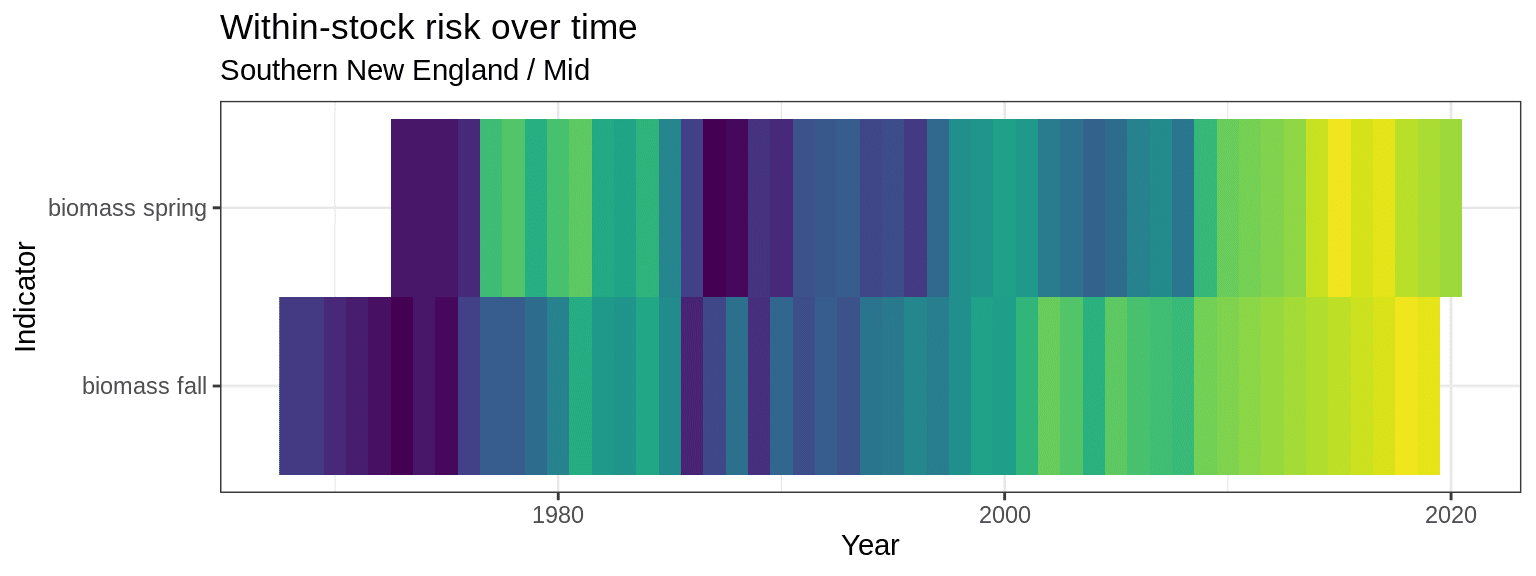 Within-stock risk over time
Southern New England / Mid
Indicator
biomass spring
biomass fall
1980 2000 2020
Year